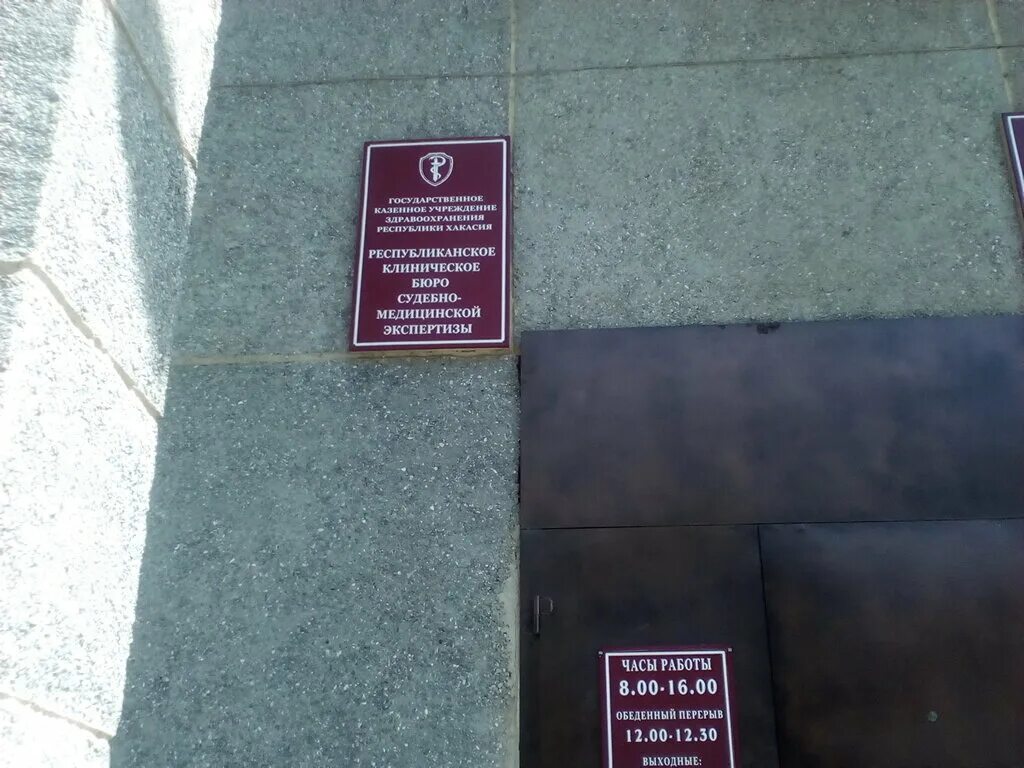 ГОСУДАРСТВЕННОЕ
КАЗЕННОЕ УЧРЕЖДЕНИЕ
ЗДРАВООХРАНЕНИЯ
РЕСПУБЛИКИ ХАКАСИЯ
РЕСПУБЛИКАНСКОЕ
КЛИНИЧЕСКОЕ
БЮРО
СУДЕБНО-
МЕДИЦИНСКОЙ
ЭКСПЕРТИЗЫ
ЧАСЫ РАБОТЫ
8.00-16.00
ОБЕДЕННЫЙ ПЕРЕРЫВ
12.00-12.30
ВЫХОДНЫЕ: